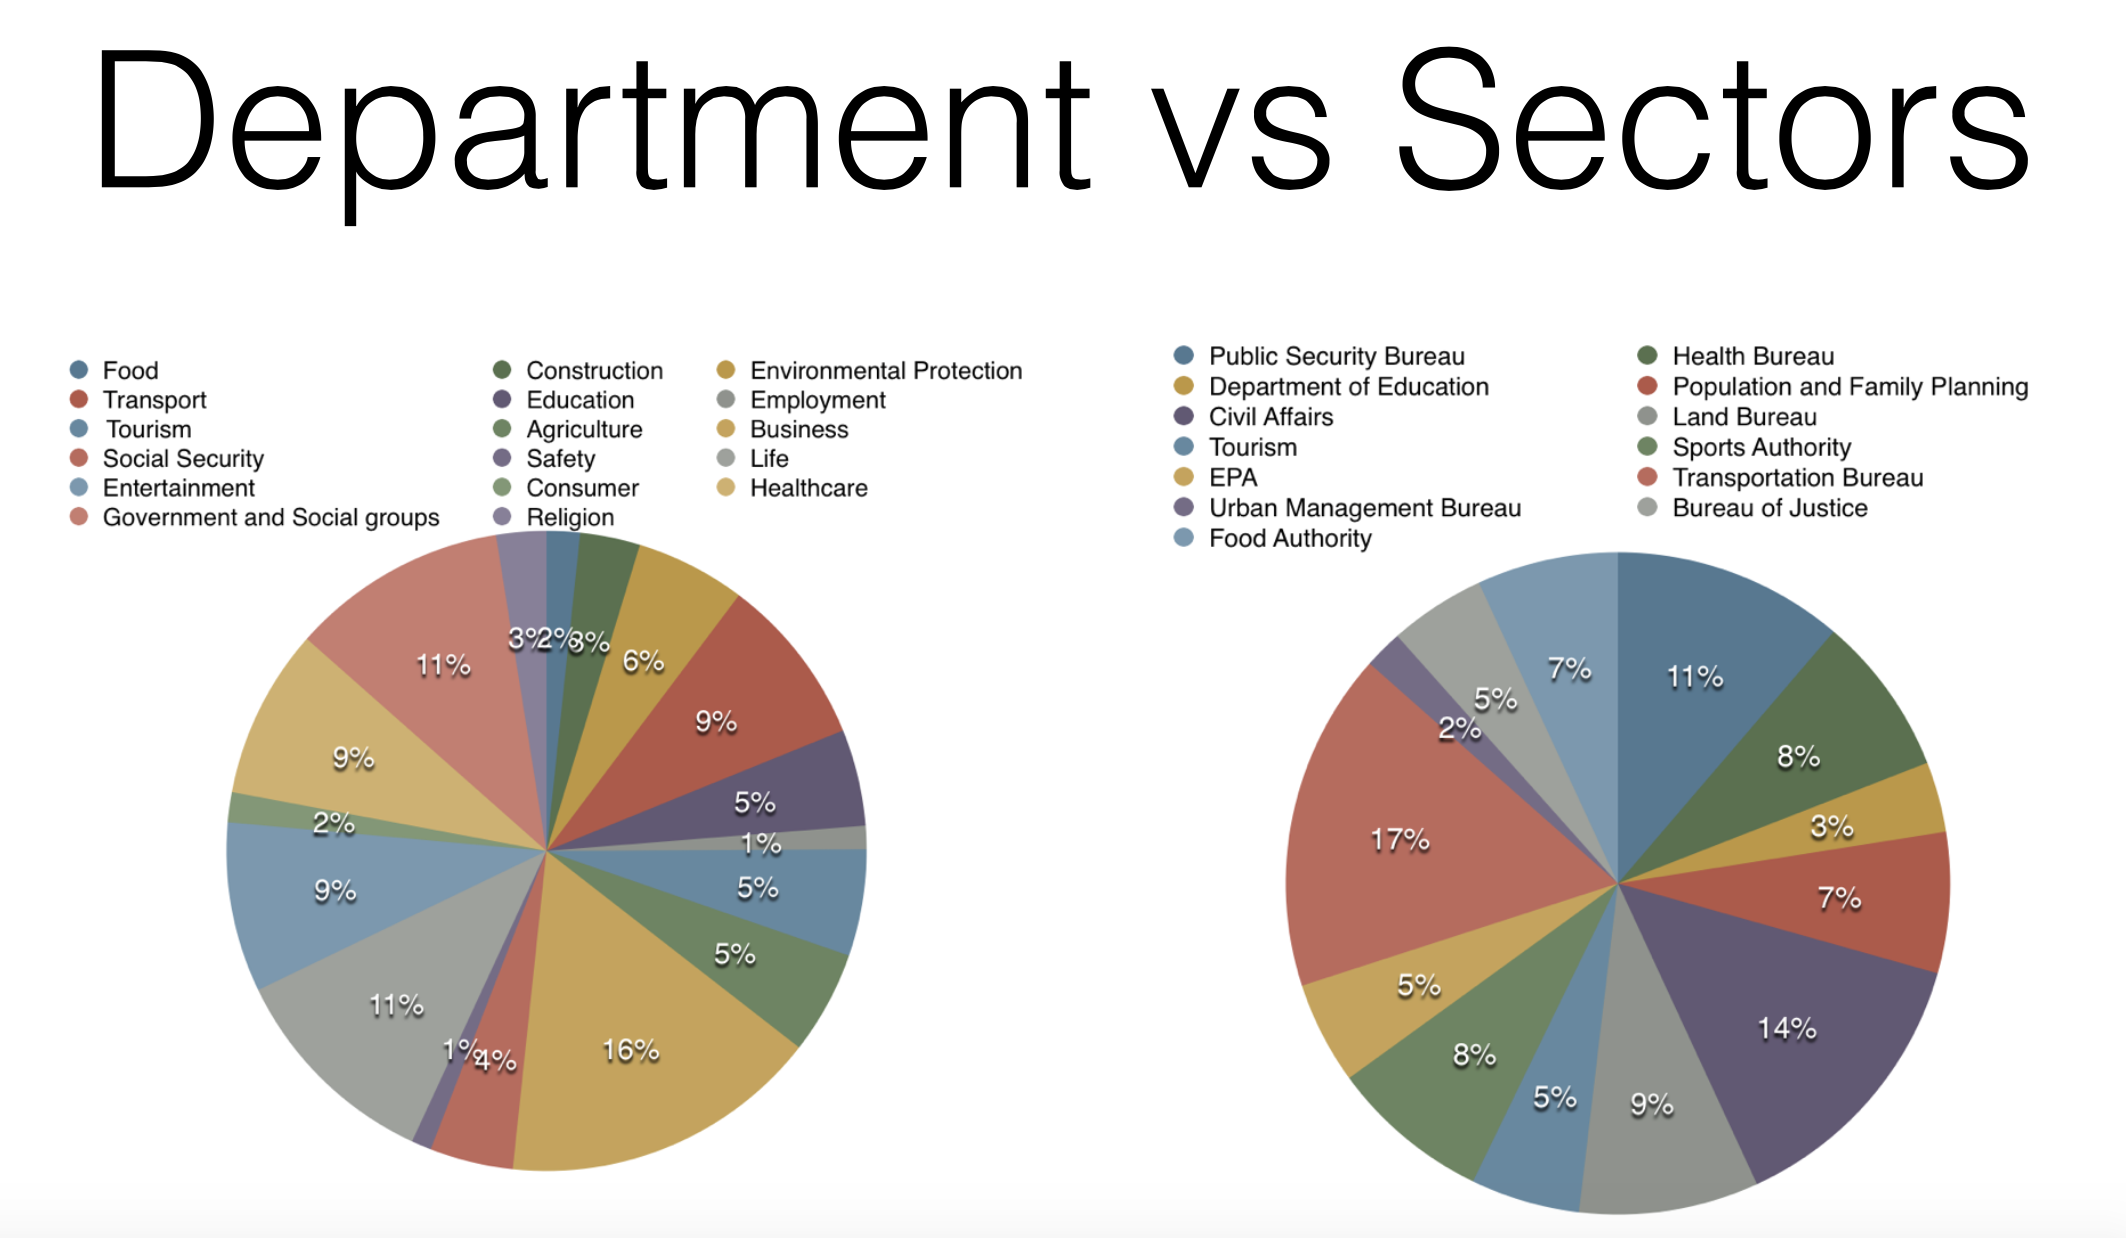 Department vs Sectors
Food
Construction
Environmental Protection
Transport
Education
Employment
Tourism
Agriculture
Business
Social Security
Safety
Life
Entertainment
Consumer
Healthcare
Government and Social groups
Religion
3%
2%
3%
6%
9%
5%
1%
5%
5%
16%
4%
1%
11%
9%
2%
9%
11%
Public Security Bureau
Health Bureau
Department of Education
Population and Family Planning
Civil Affairs
Land Bureau
Tourism
Sports Authority
EPA
Transportation Bureau
Urban Management Bureau
Bureau of Justice
Food Authority
11%
8%
3%
7%
14%
9%
5%
8%
5%
17%
2%
5%
7%